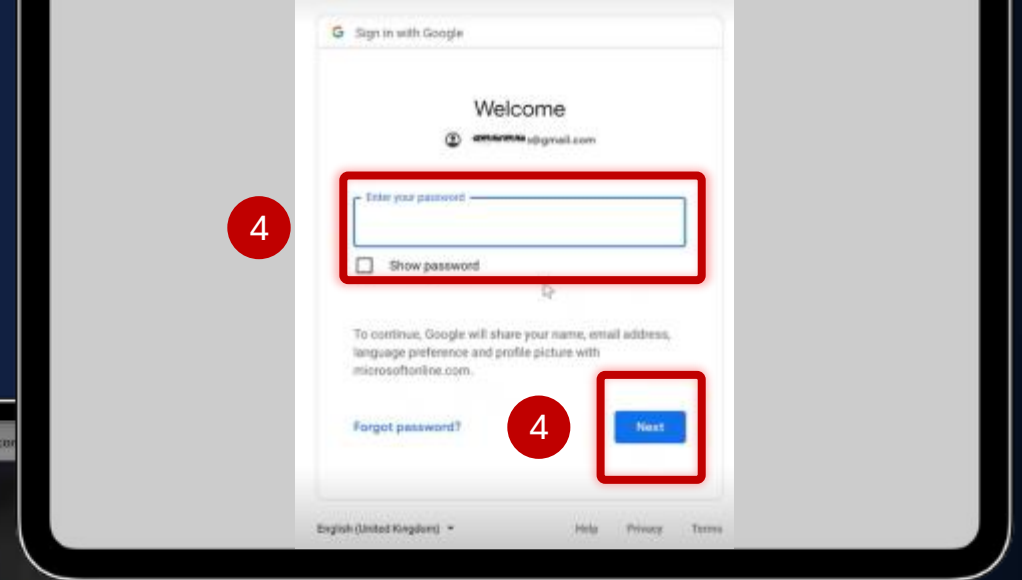 Sign in with Google
Welcome
@gmail.com
4
Enter your password
Show password
To continue, Google will share your name, email address,
language preference and profile picture with
microsoftonline.com.
Forgot password?
4
Next
English (United Kingdom)
Help Privacy Terms